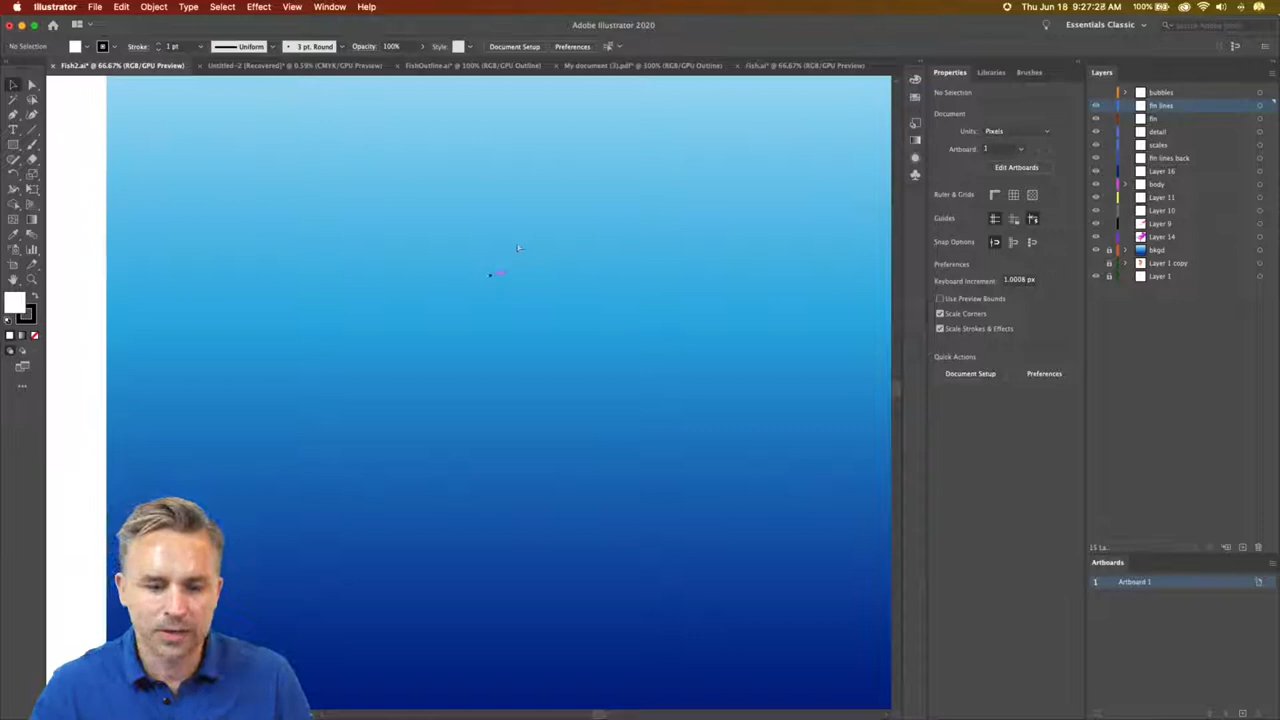 Illustrator File Edit Object Type Select Effect View Window Help
100% Thu Jun 18 9:27:28 AM
Adobe Illustrator 2020
Essentials Classic
No Selection Stroke: 1 pt Uniform 3 pt. Round Opacity: 100% Style: Document Setup Preferences
Fish2.ai* @ 66.67% (RGB/Preview) Untitled-2 [Recovered]* @ 0.59% (CMYK/Preview) FishOutline.ai* @ 100% (RGB/GPU Outline) My document (3).pdf* @ 300% (RGB/GPU Outline) Fish.ai* @ 66.67% (RGB/GPU Preview)
Properties Libraries Brushes
No Selection
Document
Units: Pixels
Artboard: 1
Edit Artboards
Ruler & Grids
Guides
Snap Options
Preferences
Keyboard Increment: 1.0008 px
Use Preview Bounds
Scale Corners
Scale Strokes & Effects
Quick Actions
Document Setup Preferences
Layers
bubbles
fin lines
fin
detail
scales
fin lines back
Layer 16
body
Layer 11
Layer 10
Layer 9
Layer 14
bkgd
Layer 1 copy
Layer 1
15 La...
Artboards
1 Artboard 1